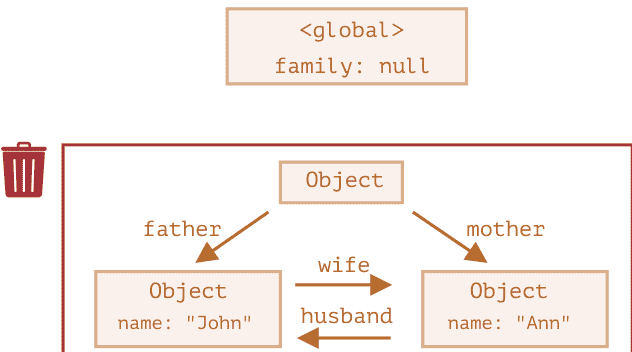 <global>
family: null
Object
father
mother
wife
Object
name: "John"
Object
name: "Ann"
husband